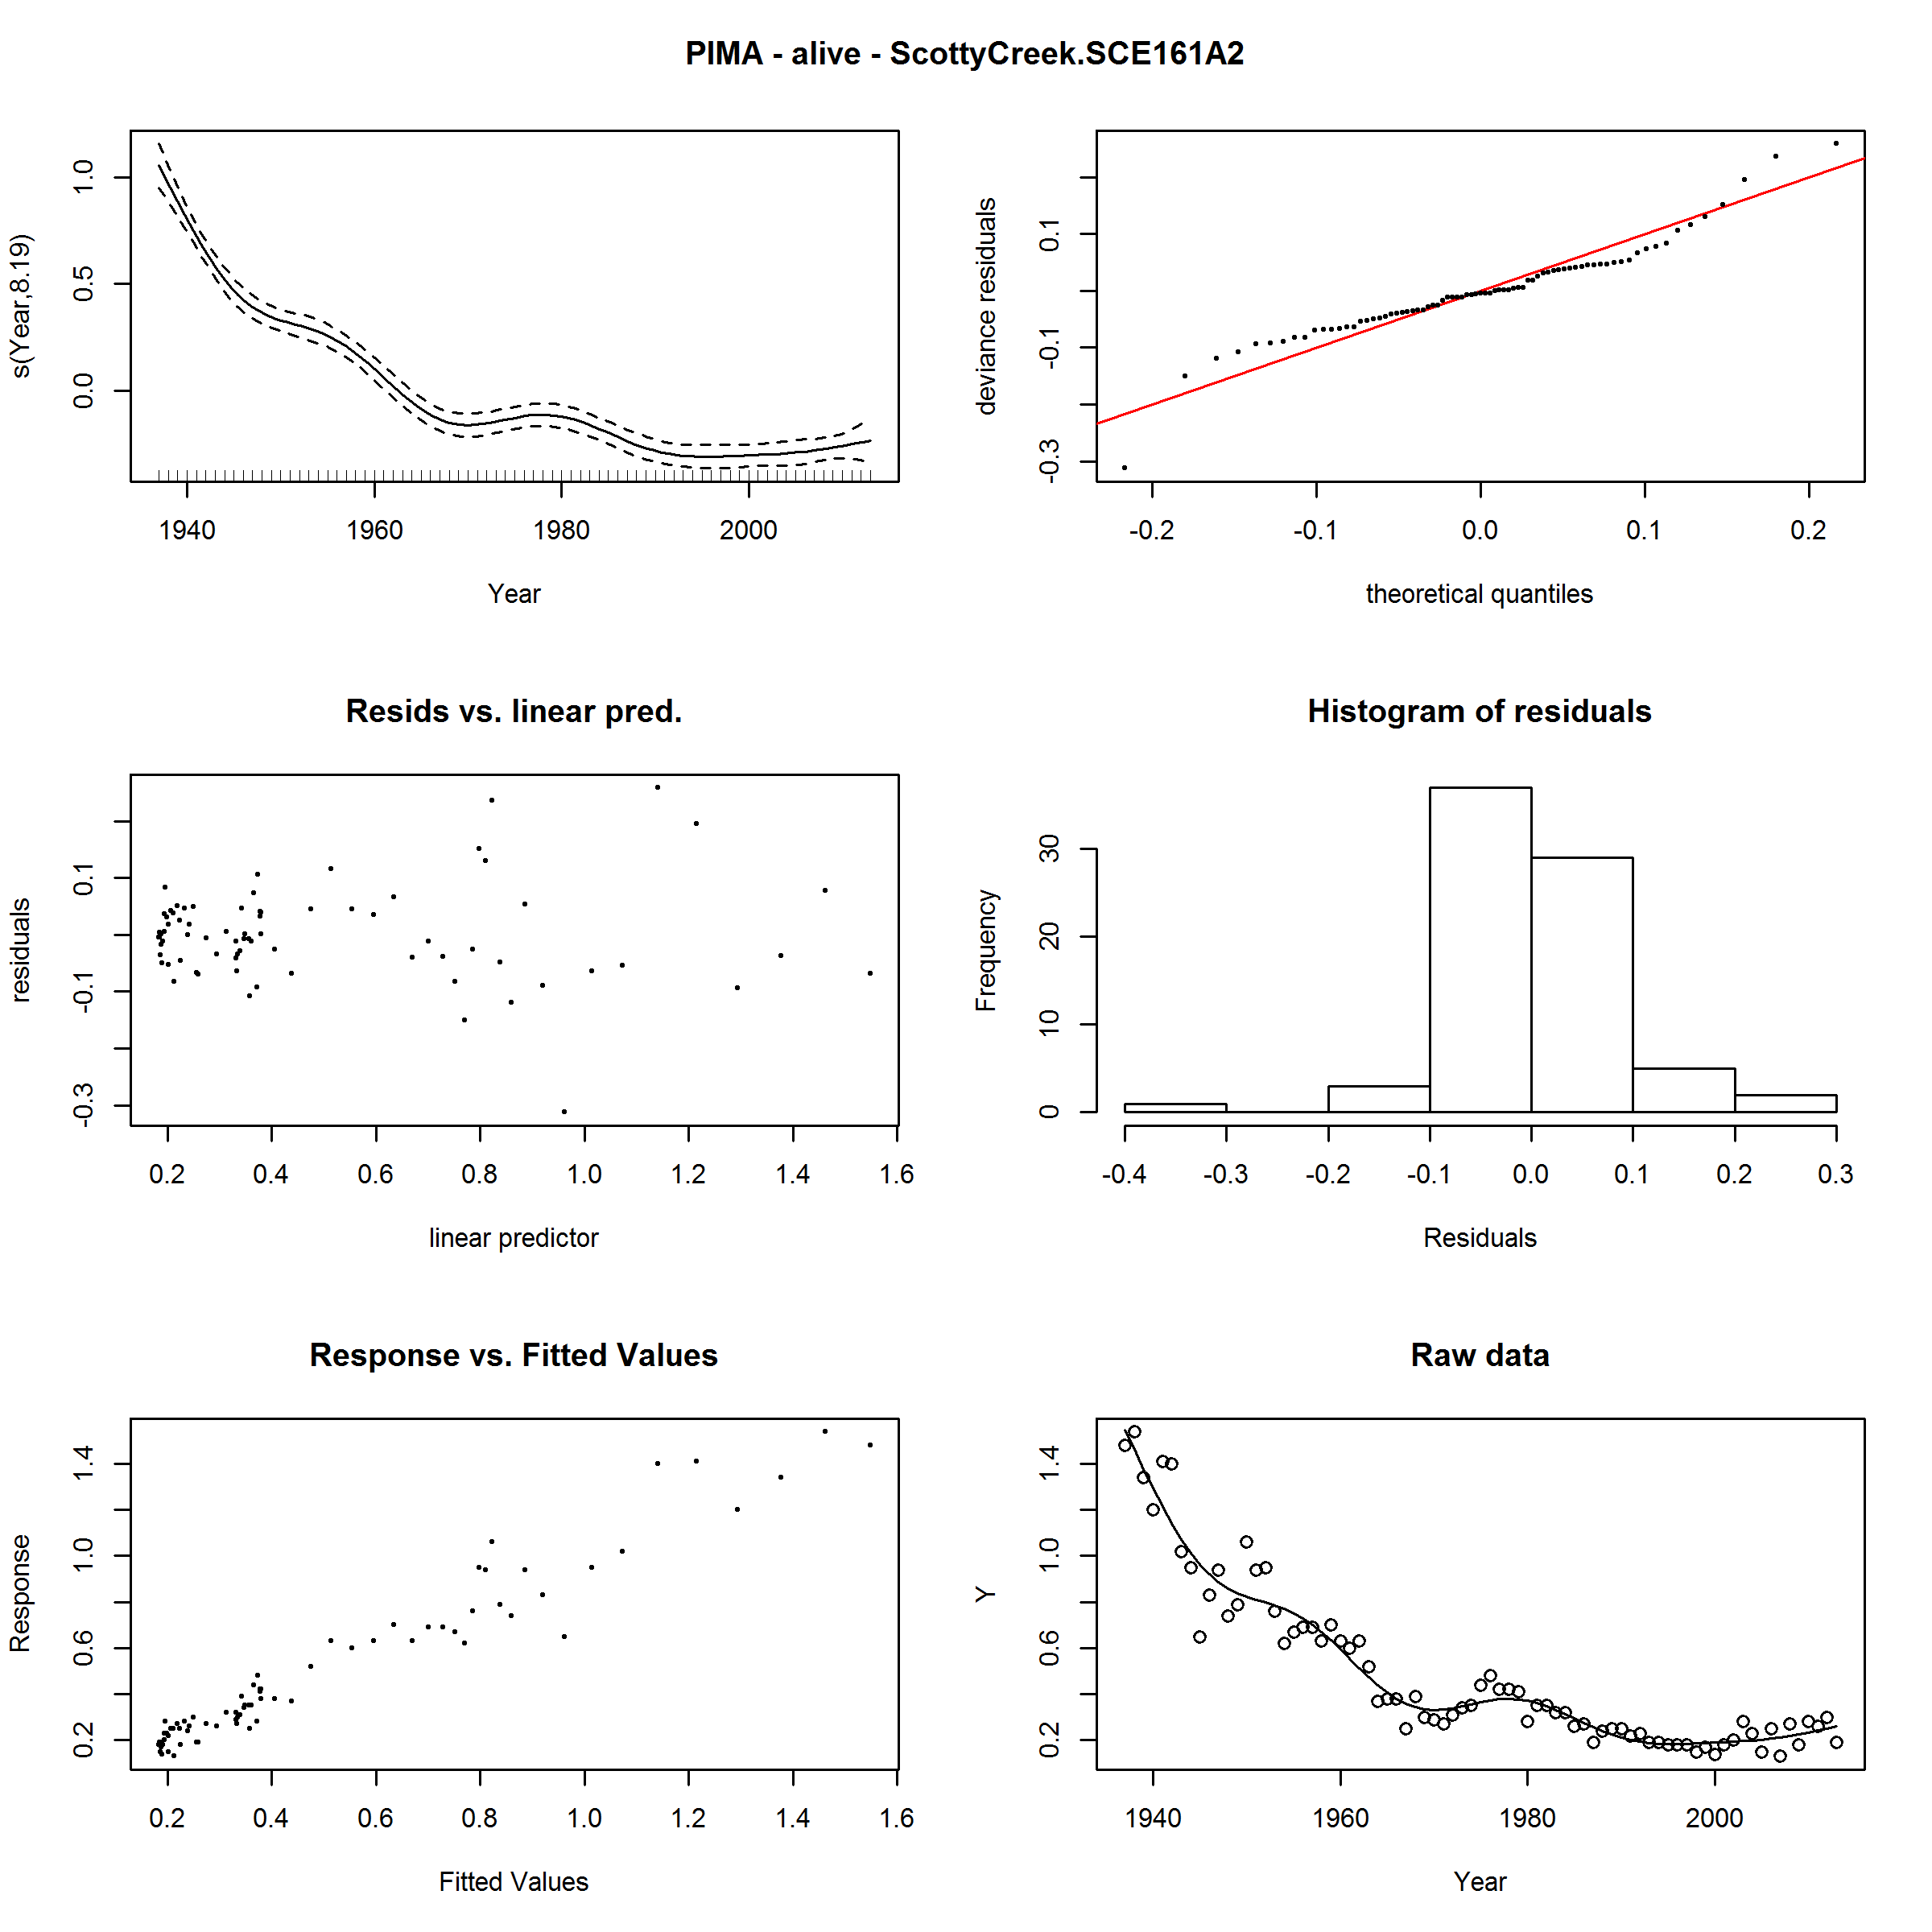 PIMA - alive - ScottyCreek.SCE161A2
s(Year,8.19)
0.0 0.5 1.0
1940 1960 1980 2000
Year
deviance residuals
-0.3 -0.1 0.1
-0.2 -0.1 0.0 0.1 0.2
theoretical quantiles
Resids vs. linear pred.
residuals
-0.3 -0.1 0.1
0.2 0.4 0.6 0.8 1.0 1.2 1.4 1.6
linear predictor
Histogram of residuals
Frequency
0 10 20 30
-0.4 -0.3 -0.2 -0.1 0.0 0.1 0.2 0.3
Residuals
Response vs. Fitted Values
Response
0.2 0.6 1.0 1.4
0.2 0.4 0.6 0.8 1.0 1.2 1.4 1.6
Fitted Values
Raw data
Y
0.2 0.6 1.0 1.4
1940 1960 1980 2000
Year